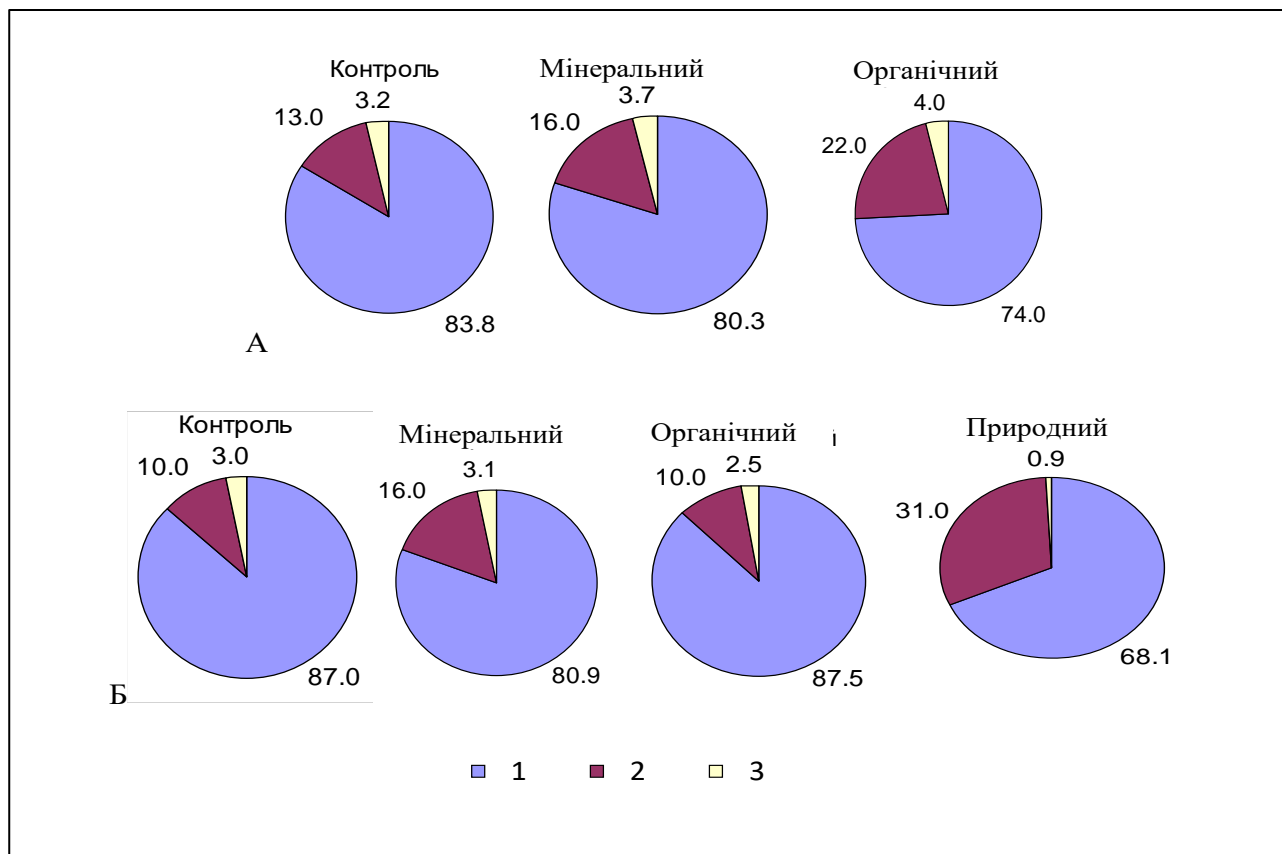 Контроль
Мінеральний
Органічний
3.2
3.7
4.0
13.0
16.0
22.0
83.8
80.3
74.0
А
Контроль
Мінеральний
Органічний і
Природний
3.0
3.1
2.5
0.9
10.0
16.0
10.0
31.0
87.0
80.9
87.5
68.1
Б
1 2 3